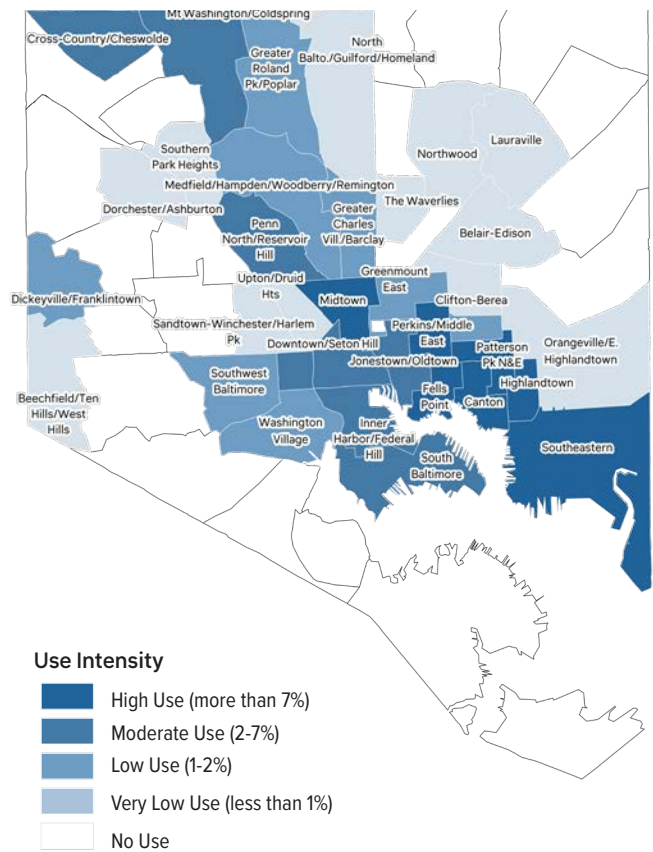 Mt Washington/Coldspring
Cross-Country/Cheswolde
North
Balto./Guilford/Homeland
Greater
Roland
Pk/Poplar
Lauraville
Northwood
Southern
Park Heights
Medfield/Hampden/Woodberry/Remington
The Waverlies
Dorchester/Ashburton
Greater
Charles
Vill./Barclay
Penn
North/Reservoir
Hill
Belair-Edison
Greenmount
East
Upton/Druid
Hts
Dickeyville/Franklintown
Midtown
Clifton-Berea
Sandtown-Winchester/Harlem
Pk
Perkins/Middle
East
Downtown/Seton Hill
Patterson
Pk N&E
Orangeville/E.
Highlandtown
Jonestown/Oldtown
Southwest
Baltimore
Highlandtown
Fells
Point
Canton
Beechfield/Ten
Hills/West
Hills
Washington
Village
Inner
Harbor/Federal
Hill
Southeastern
South
Baltimore
Use Intensity
High Use (more than 7%)
Moderate Use (2-7%)
Low Use (1-2%)
Very Low Use (less than 1%)
No Use